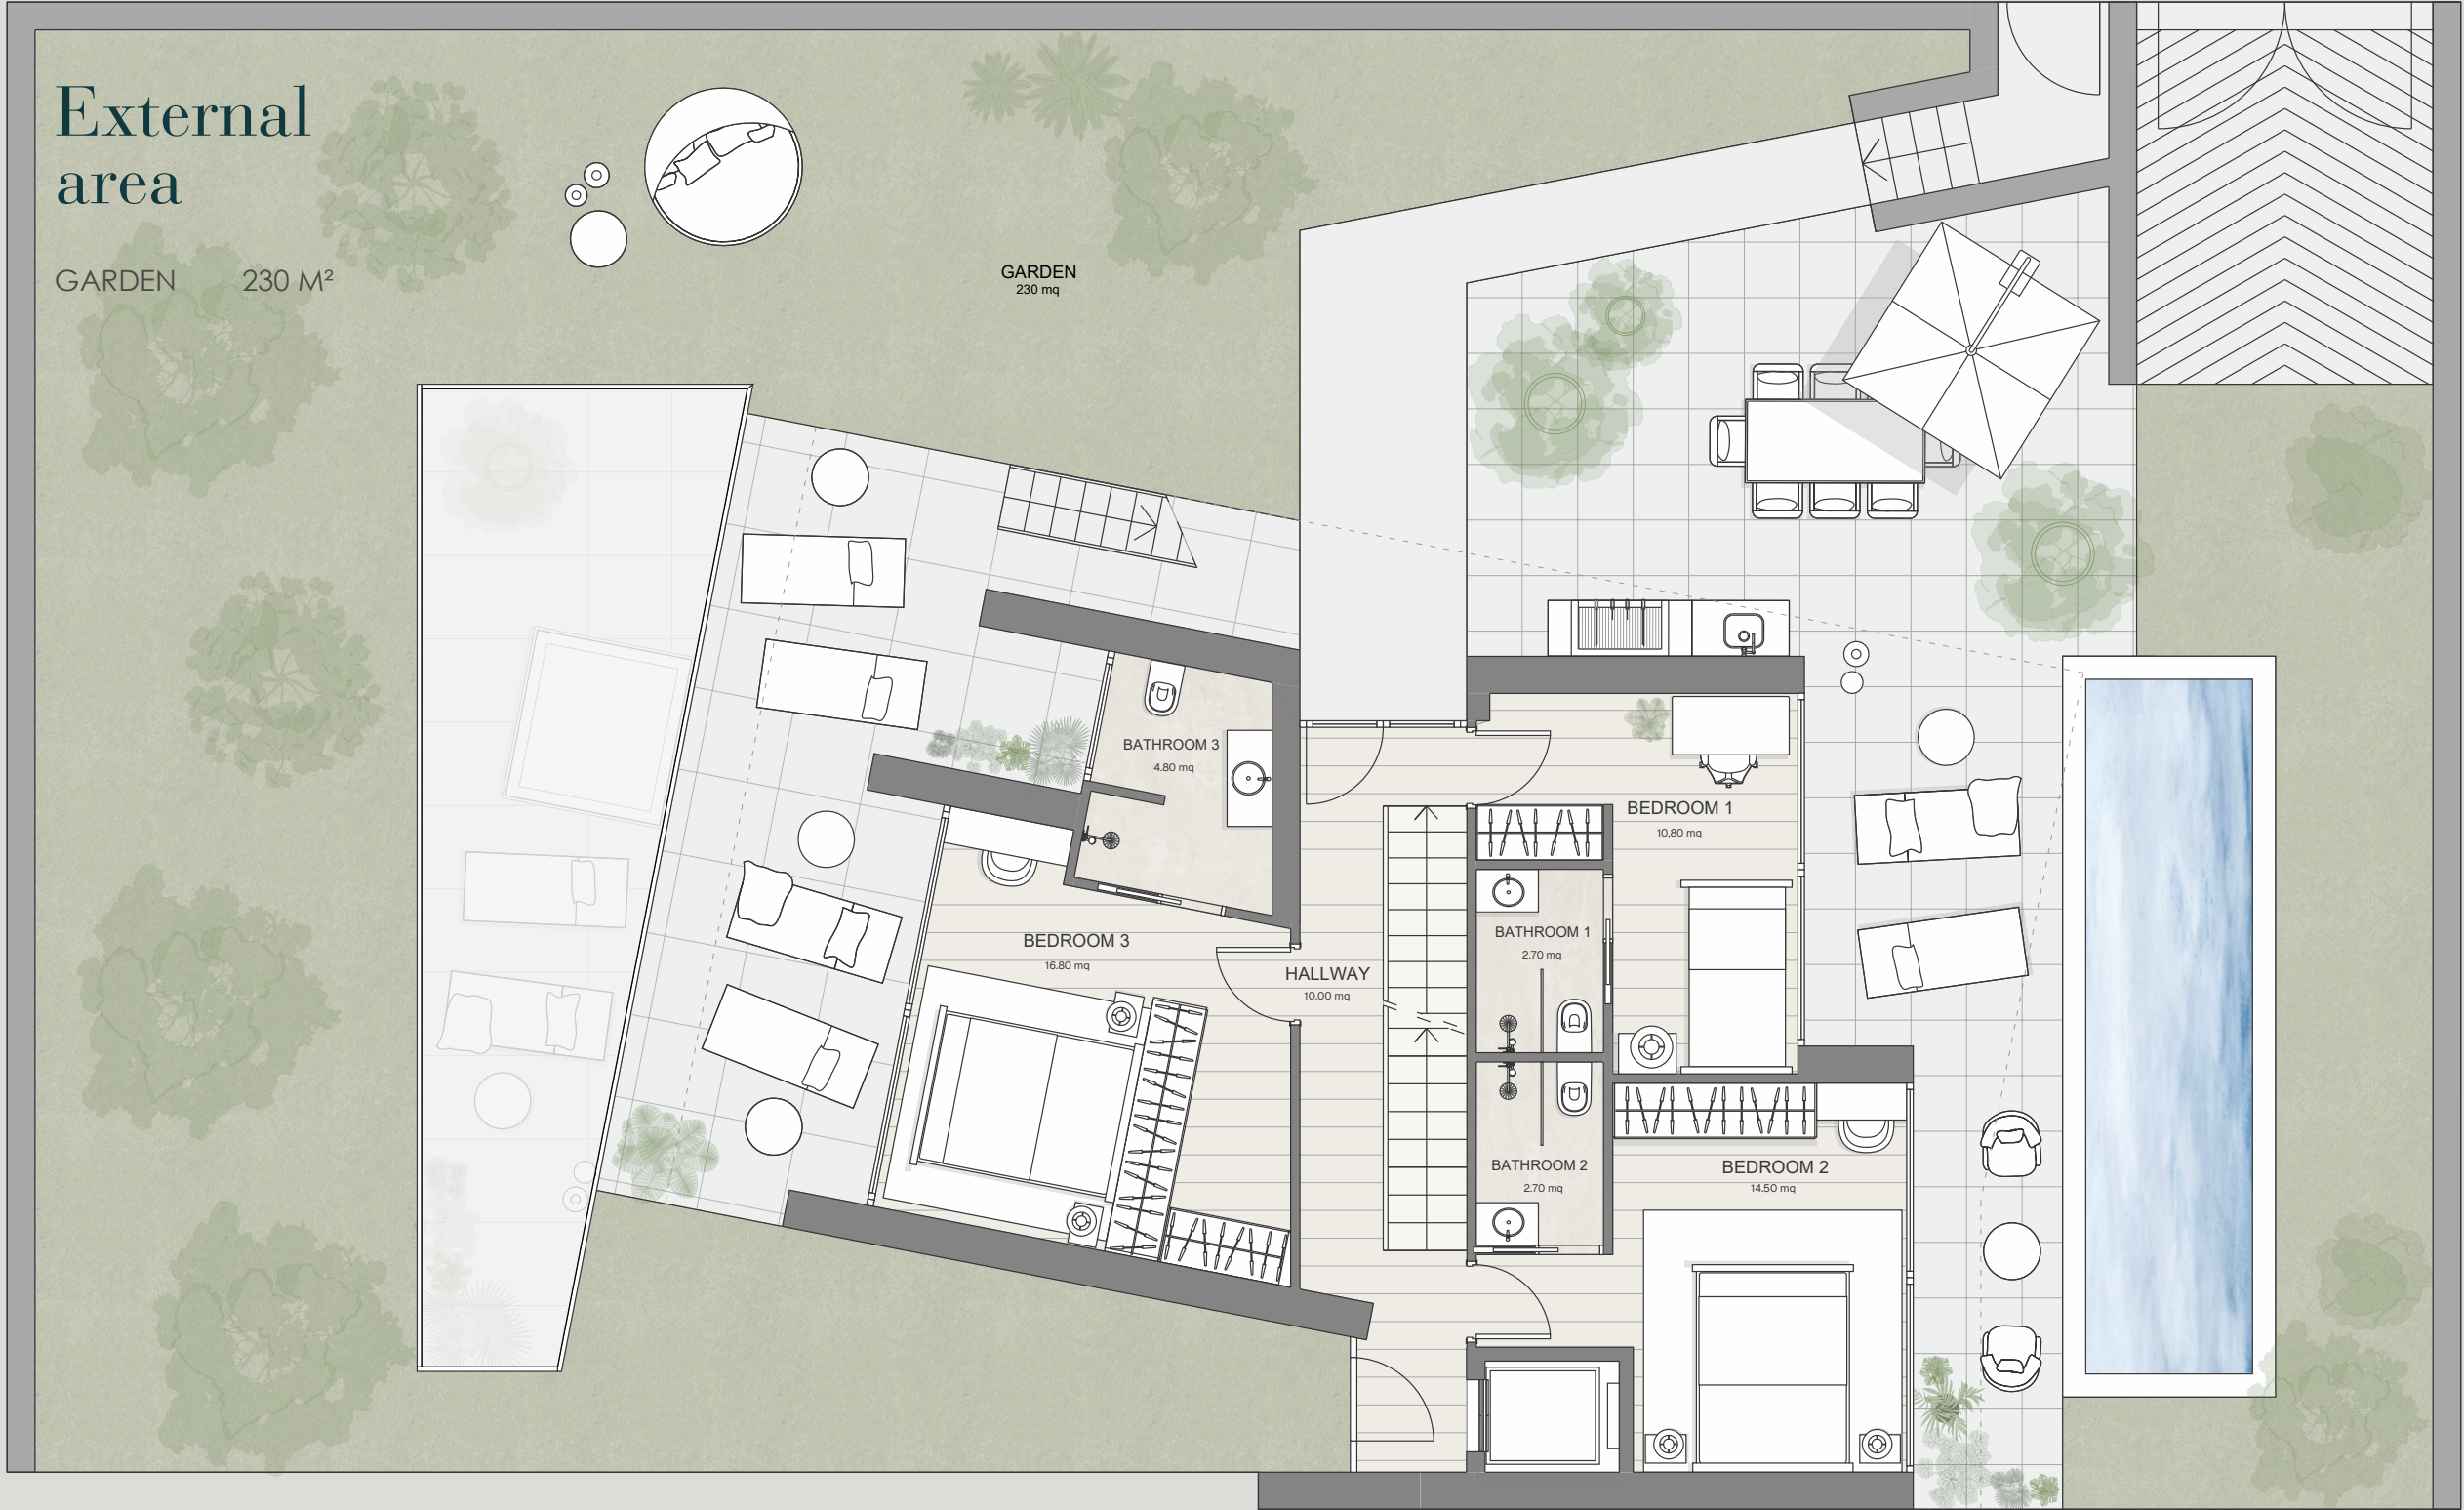 External
area
GARDEN 230 M²
GARDEN
230 mq
BATHROOM 3
4.80 mq
BEDROOM 1
10,80 mq
BEDROOM 3
16.80 mq
HALLWAY
10.00 mq
BATHROOM 1
2.70 mq
BATHROOM 2
2.70 mq
BEDROOM 2
14.50 mq